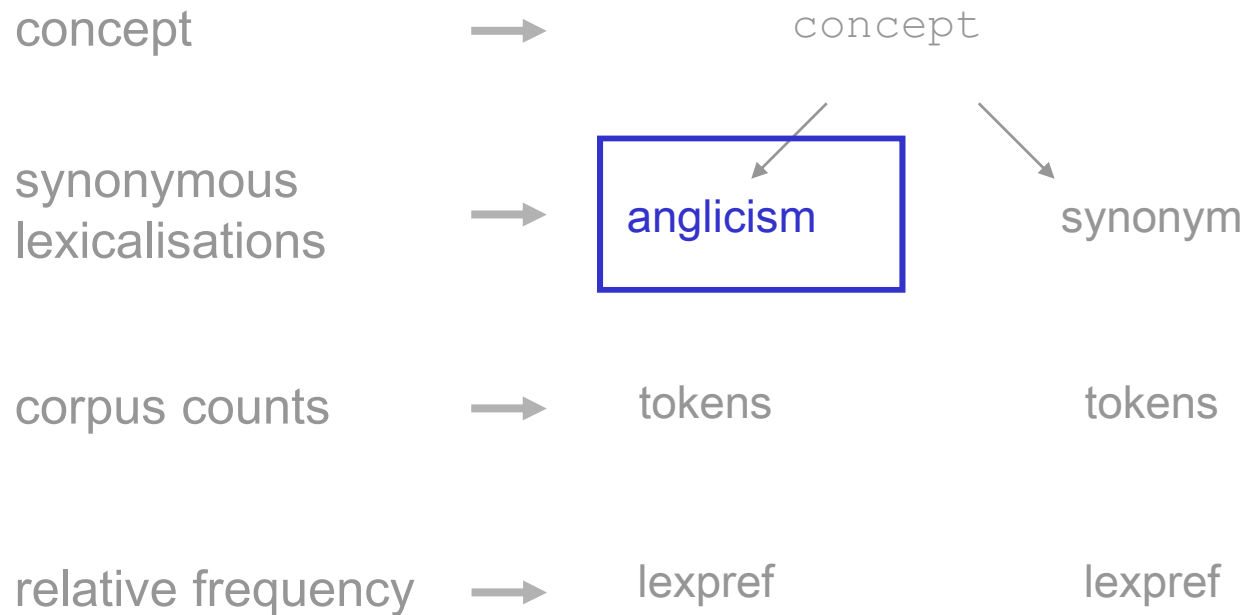 concept concept
synonymous
lexicalisations anglicism synonym
corpus counts tokens tokens
relative frequency lexpref lexpref